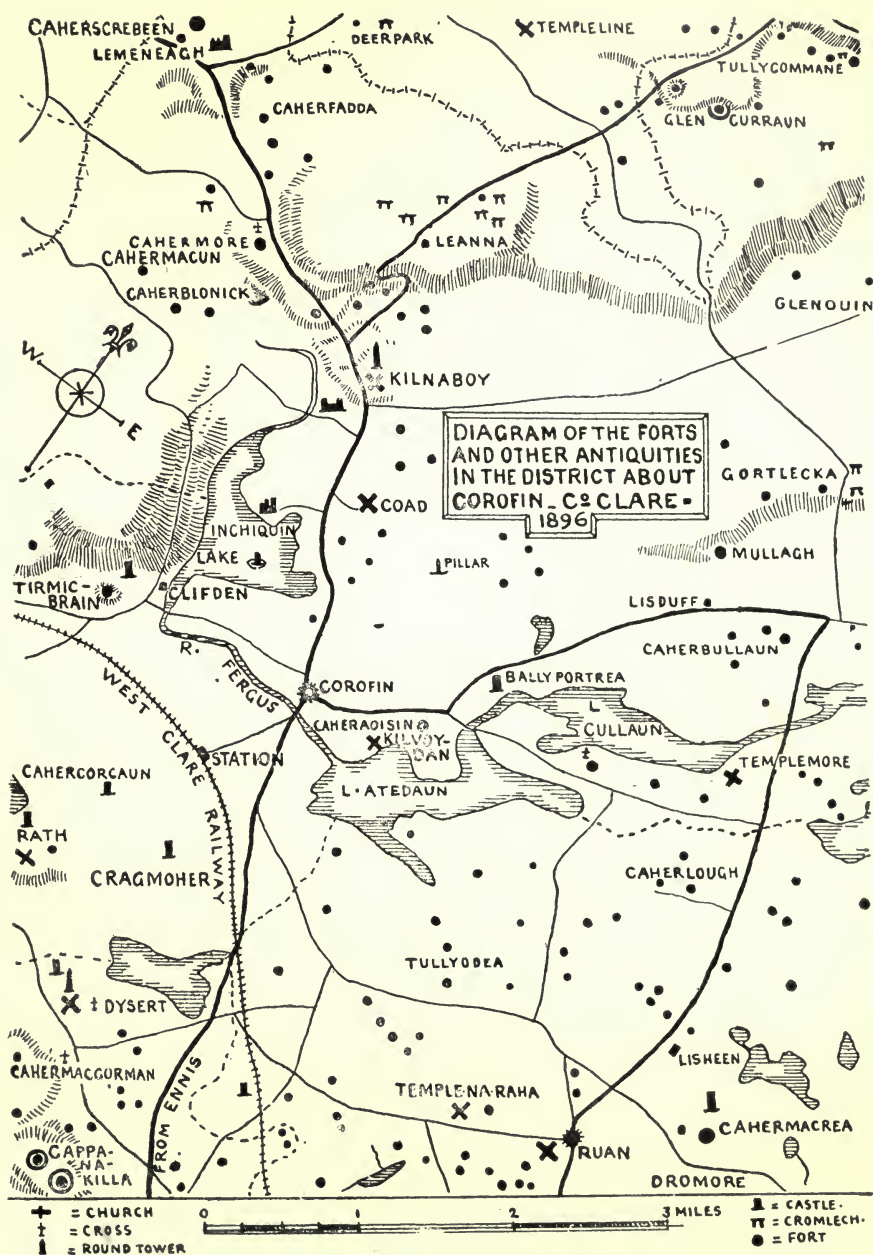 CAHERSCREBEEN
LEMENEAGH
DEERPARK
TEMPLELINE
TULLYCOMMANE
GLEN CURRAUN
CAHERFADDA
CAHERMORE
CAHERMACUN
LEANNA
CAHERBLONICK
GLENQUIN
KILNABOY
W.
E
DIAGRAM OF THE FORTS
AND OTHER ANTIQUITIES
IN THE DISTRICT ABOUT
COROFIN - Cº CLARE -
1896
GORTLECKA
COAD
INCHIQUIN
LAKE
PILLAR
MULLAGH
TIRMIC-
BRAIN
CLIFDEN
LISDUFF
CAHERBULLAUN
R. FERGUS
COROFIN
BALLYPORTREA
L
CULLAUN
CAHERAOISIN
KILVOY-
DAN
WEST CLARE RAILWAY
STATION
TEMPLEMORE
CAHERCORCAUN
L. ATEDAUN
RATH
CRAGMOHER
CAHERLOUGH
TULLYODEA
DYSERT
LISHEEN
CAHERMACGORMAN
TEMPLE-NA-RAHA
CAHERMACREA
FROM ENNIS
RUAN
CAPPA-
NA-
KILLA
DROMORE
= CHURCH
= CROSS
= ROUND TOWER
0 1 2 3 MILES
= CASTLE.
= CROMLECH.
= FORT